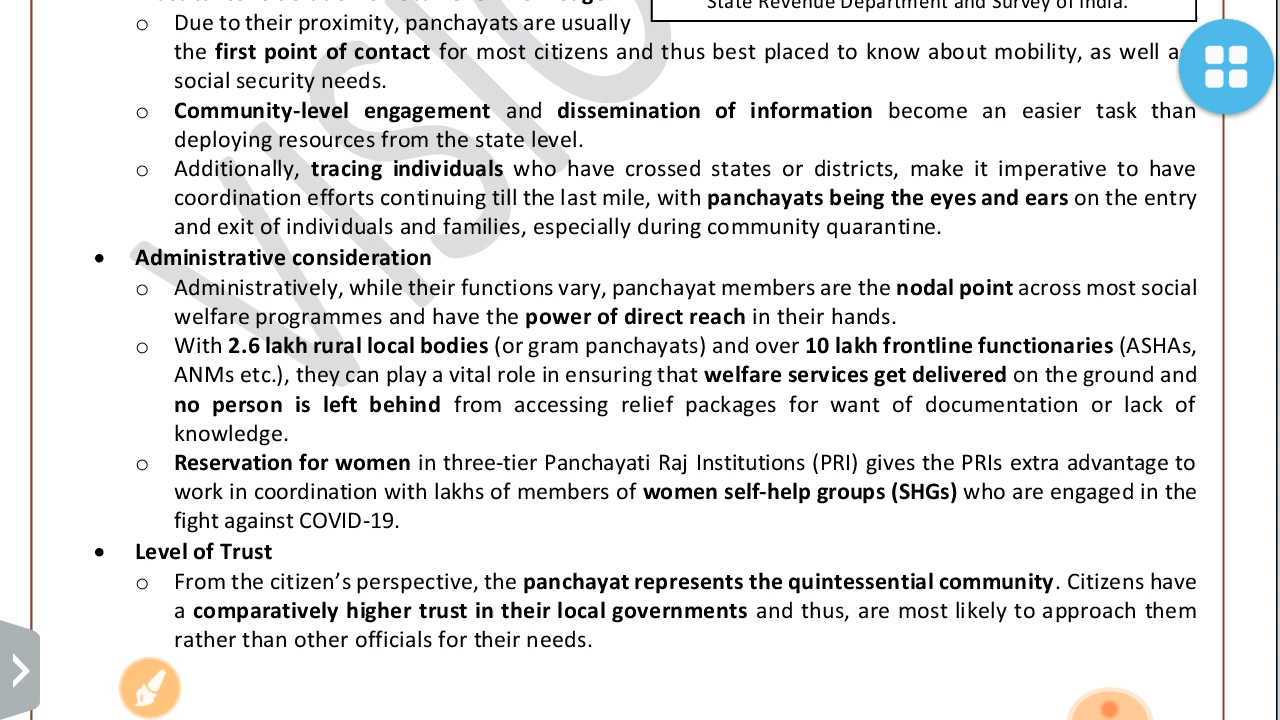 State Revenue Department and Survey of India.
○ Due to their proximity, panchayats are usually
the first point of contact for most citizens and thus best placed to know about mobility, as well
social security needs.
○ Community-level engagement and dissemination of information become an easier task than
deploying resources from the state level.
○ Additionally, tracing individuals who have crossed states or districts, make it imperative to have
coordination efforts continuing till the last mile, with panchayats being the eyes and ears on the entry
and exit of individuals and families, especially during community quarantine.
• Administrative consideration
○ Administratively, while their functions vary, panchayat members are the nodal point across most social
welfare programmes and have the power of direct reach in their hands.
○ With 2.6 lakh rural local bodies (or gram panchayats) and over 10 lakh frontline functionaries (ASHAs,
ANMs etc.), they can play a vital role in ensuring that welfare services get delivered on the ground and
no person is left behind from accessing relief packages for want of documentation or lack of
knowledge.
○ Reservation for women in three-tier Panchayati Raj Institutions (PRI) gives the PRIs extra advantage to
work in coordination with lakhs of members of women self-help groups (SHGs) who are engaged in the
fight against COVID-19.
• Level of Trust
○ From the citizen's perspective, the panchayat represents the quintessential community. Citizens have
a comparatively higher trust in their local governments and thus, are most likely to approach them
rather than other officials for their needs.